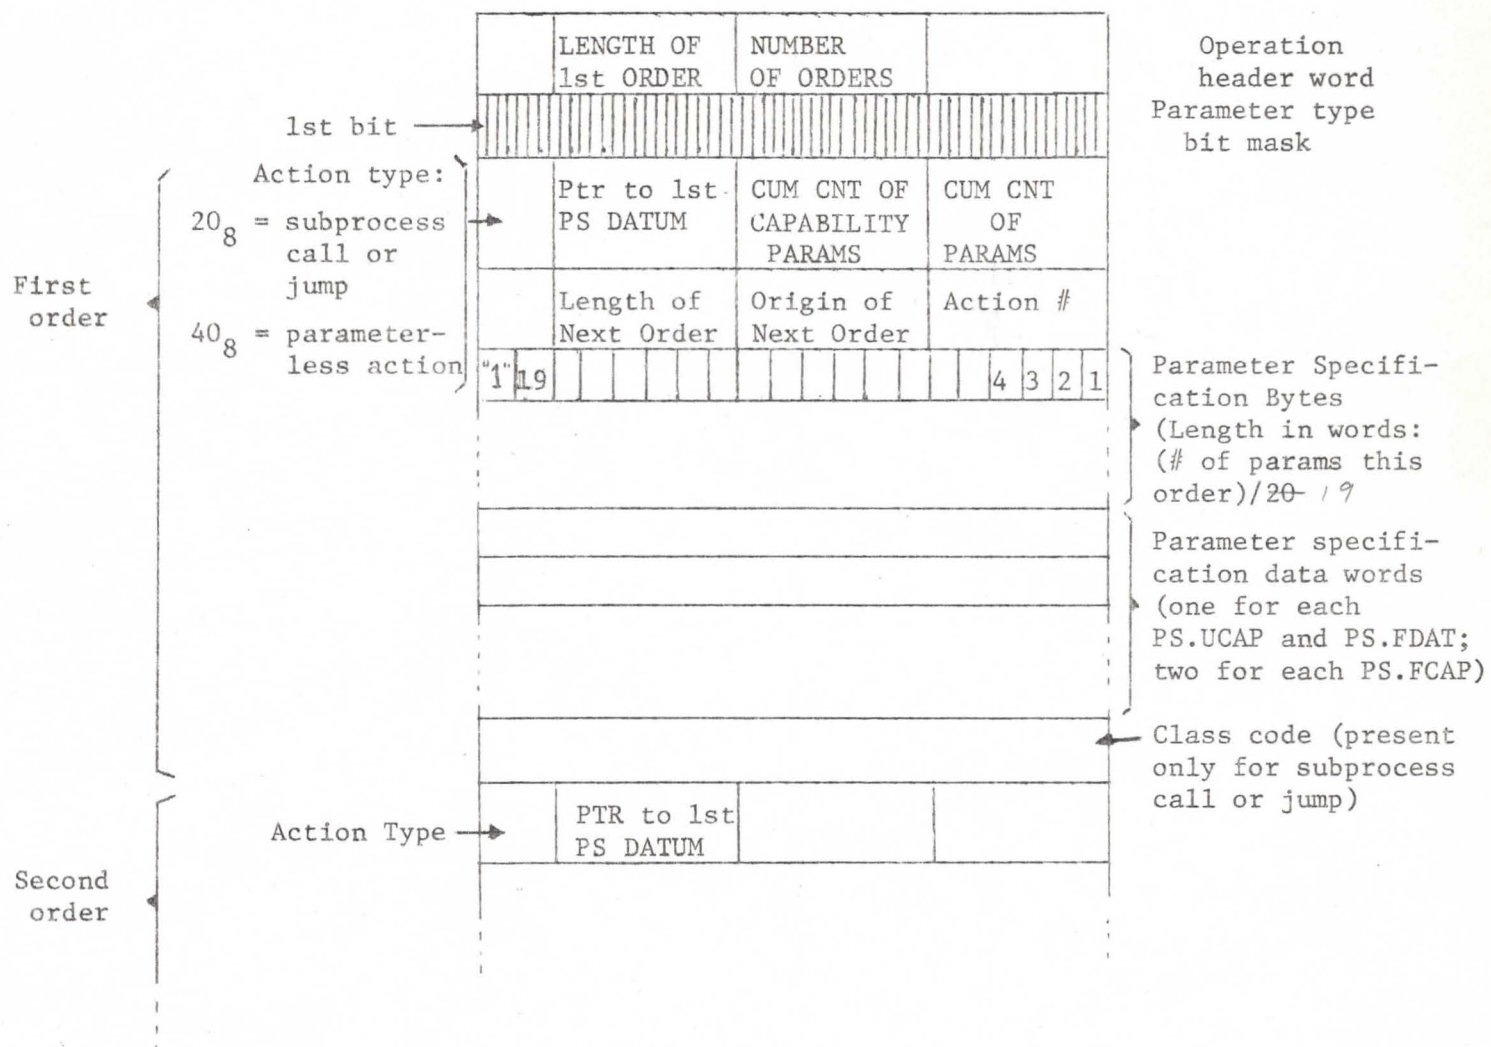 LENGTH OF
1st ORDER
NUMBER
OF ORDERS
Operation
header word
Parameter type
bit mask
1st bit
Action type:
20₈ = subprocess
call or
jump
40₈ = parameter-
less action
First
order
Ptr to 1st
PS DATUM
CUM CNT OF
CAPABILITY
PARAMS
CUM CNT
OF
PARAMS
Length of
Next Order
Origin of
Next Order
Action #
"1" 19 4 3 2 1
Parameter Specifi-
cation Bytes
(Length in words:
(# of params this
order)/20 19
Parameter specifi-
cation data words
(one for each
PS.UCAP and PS.FDAT;
two for each PS.FCAP)
Class code (present
only for subprocess
call or jump)
Action Type
PTR to 1st
PS DATUM
Second
order